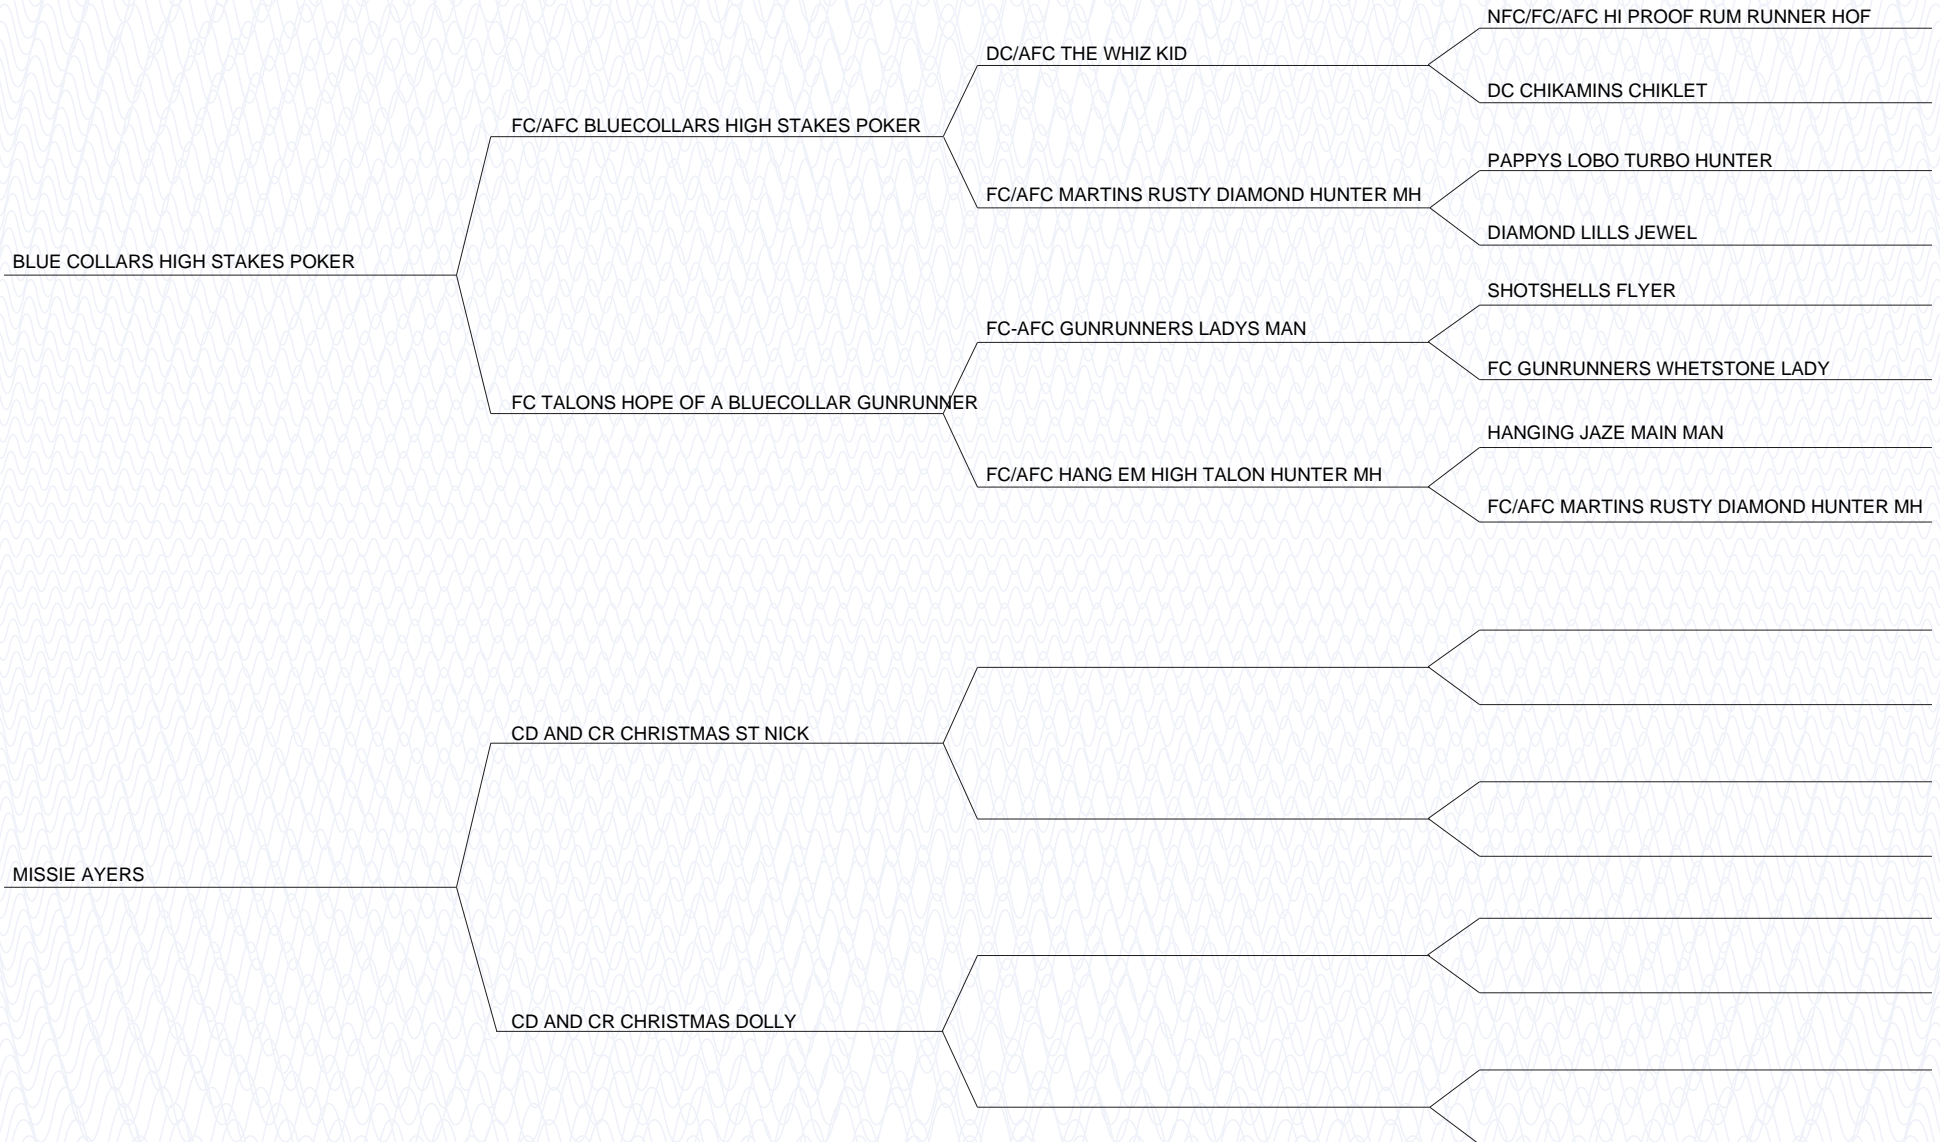 NFC/FC/AFC HI PROOF RUM RUNNER HOF
DC/AFC THE WHIZ KID
DC CHIKAMINS CHIKLET
FC/AFC BLUECOLLARS HIGH STAKES POKER
PAPPYS LOBO TURBO HUNTER
FC/AFC MARTINS RUSTY DIAMOND HUNTER MH
DIAMOND LILLS JEWEL
BLUE COLLARS HIGH STAKES POKER
SHOTSHELLS FLYER
FC-AFC GUNRUNNERS LADYS MAN
FC GUNRUNNERS WHETSTONE LADY
FC TALONS HOPE OF A BLUECOLLAR GUNRUNNER
HANGING JAZE MAIN MAN
FC/AFC HANG EM HIGH TALON HUNTER MH
FC/AFC MARTINS RUSTY DIAMOND HUNTER MH
CD AND CR CHRISTMAS ST NICK
MISSIE AYERS
CD AND CR CHRISTMAS DOLLY